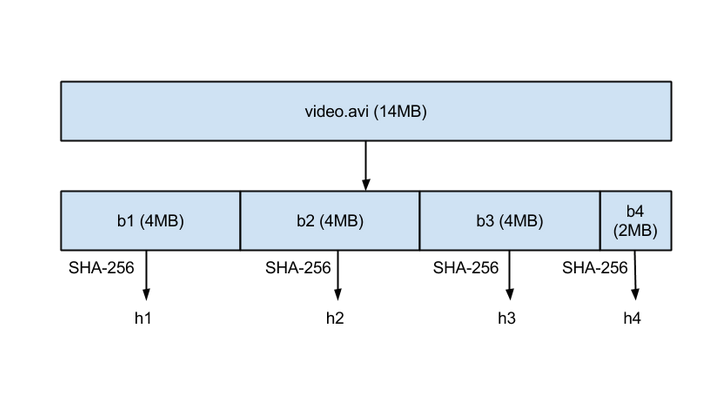 video.avi (14MB)
b1 (4MB)
b2 (4MB)
b3 (4MB)
b4
(2MB)
SHA-256
SHA-256
SHA-256
SHA-256
h1
h2
h3
h4